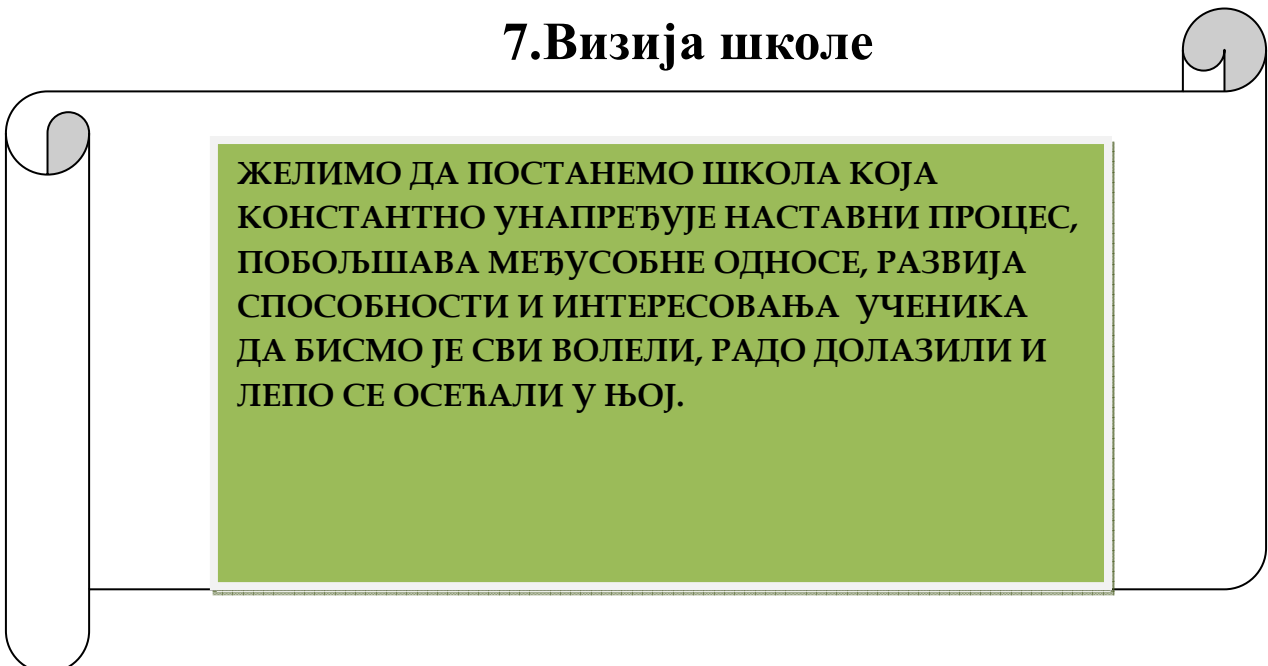 7.Визија школе
ЖЕЛИМО ДА ПОСТАНЕМО ШКОЛА КОЈА
КОНСТАНТНО УНАПРЕЂУЈЕ НАСТАВНИ ПРОЦЕС,
ПОБОЉШАВА МЕЂУСОБНЕ ОДНОСЕ, РАЗВИЈА
СПОСОБНОСТИ И ИНТЕРЕСОВАЊА  УЧЕНИКА
ДА БИСМО ЈЕ СВИ ВОЛЕЛИ, РАДО ДОЛАЗИЛИ И
ЛЕПО СЕ ОСЕЋАЛИ У ЊОЈ.